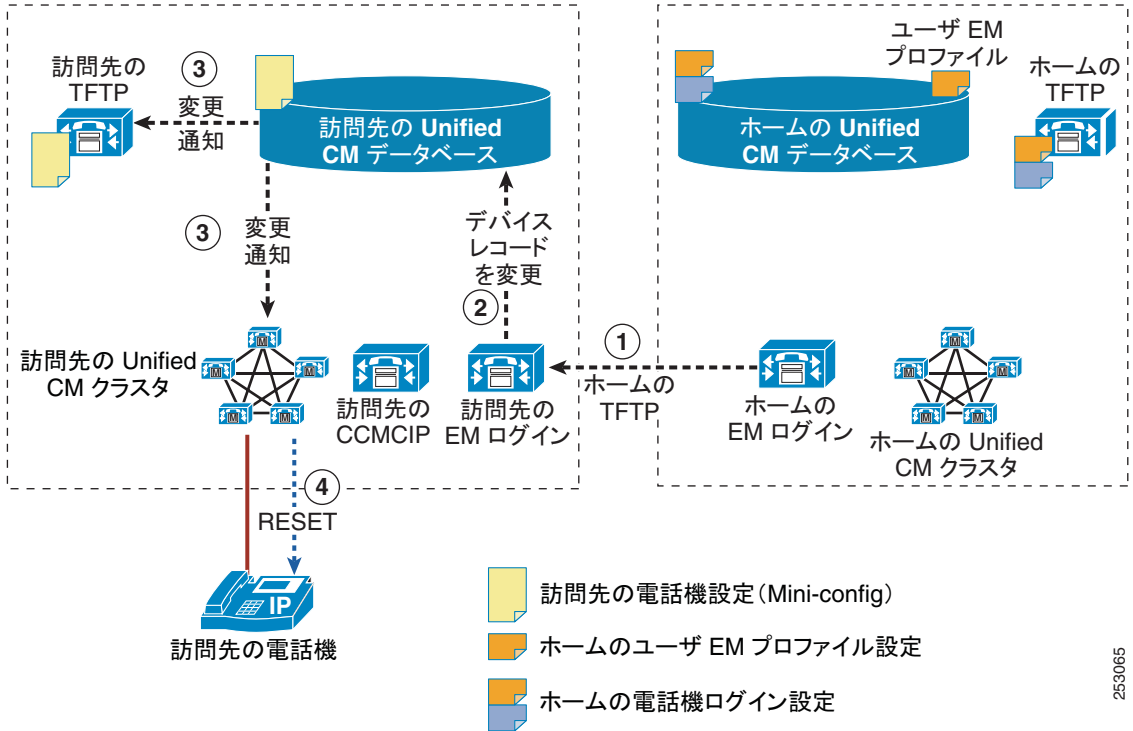 訪問先の
TFTP
3
変更
通知
訪問先の Unified
CM データベース
3
変更
通知
デバイス
レコード
を変更
2
訪問先の Unified
CM クラスタ
M
M
M
M
M
訪問先の
CCMCIP
訪問先の
EM ログイン
1
ホームの
TFTP
4
RESET
IP
訪問先の電話機
ユーザ EM
プロファイル
ホームの
TFTP
ホームの Unified
CM データベース
ホームの
EM ログイン
M
M
M
M
M
ホームの Unified
CM クラスタ
訪問先の電話機設定（Mini-config）
ホームのユーザ EM プロファイル設定
ホームの電話機ログイン設定
253065